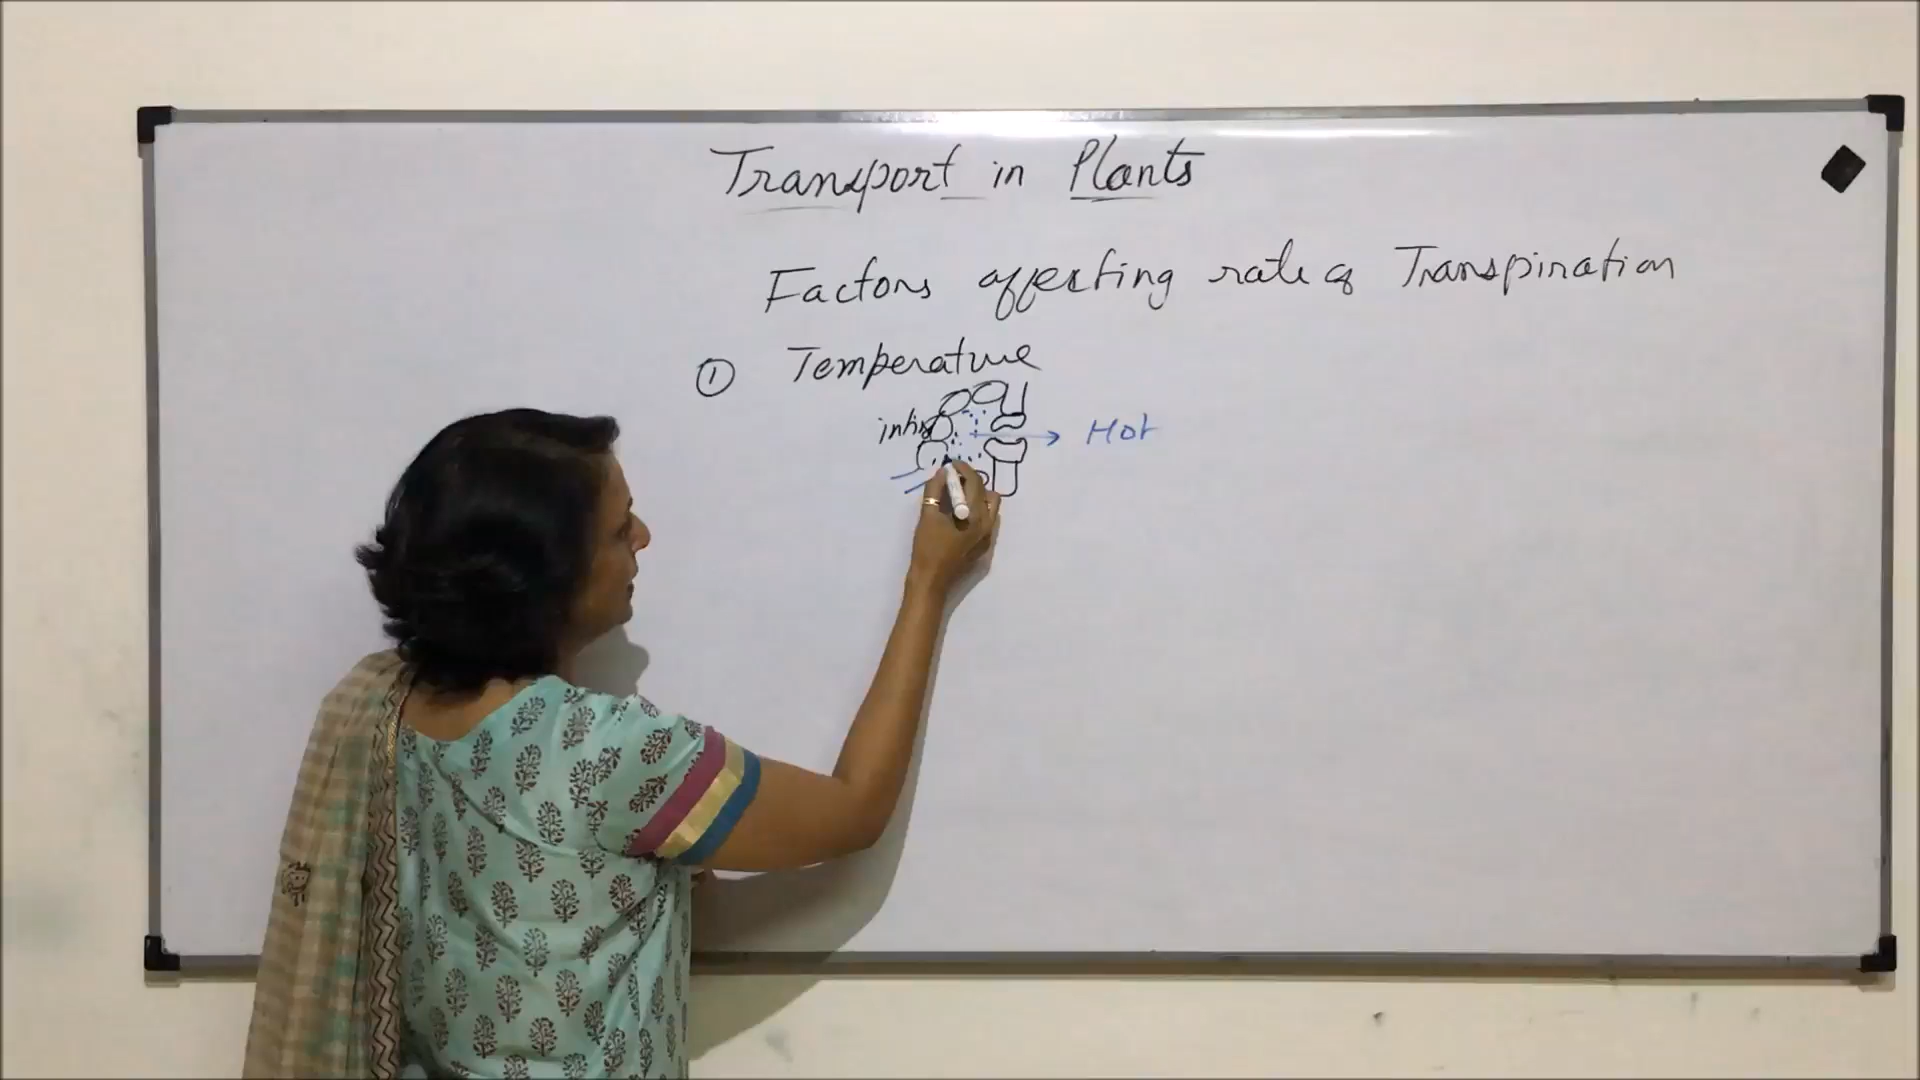 Transport in Plants
Factors affecting rate of Transpiration
① Temperature
Hot